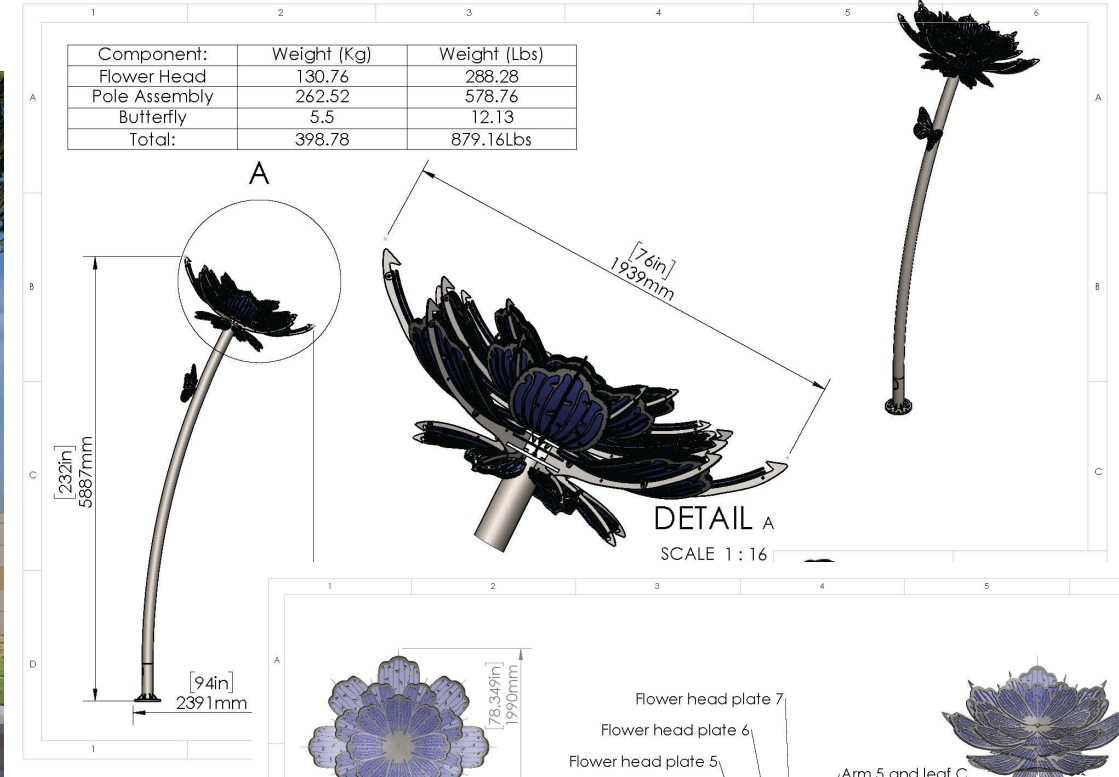 1 2 3 4 5 6
Component: Weight (Kg) Weight (Lbs)
Flower Head 130.76 288.28
Pole Assembly 262.52 578.76
Butterfly 5.5 12.13
Total: 398.78 879.16Lbs
A A
A
B B
C C
D
[76in]
1939mm
[232in]
5887mm
[94in]
2391mm
DETAIL A
SCALE 1 : 16
1
1 2 3 4 5
A
[78.349in]
1990mm
Flower head plate 7
Flower head plate 6
Flower head plate 5
Arm 5 and leaf C